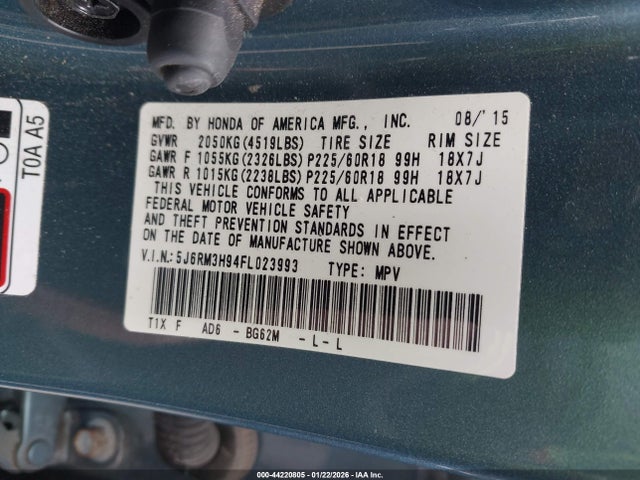 MFD. BY HONDA OF AMERICA MFG., INC. 08/'15
GVWR 2050KG(4519LBS) TIRE SIZE RIM SIZE
GAWR F 1055KG(2326LBS) P225/60R18 99H 18X7J
GAWR R 1015KG(2238LBS) P225/60R18 99H 18X7J
THIS VEHICLE CONFORMS TO ALL APPLICABLE
FEDERAL MOTOR VEHICLE SAFETY
AND THEFT PREVENTION STANDARDS IN EFFECT
ON THE DATE OF MANUFACTURE SHOWN ABOVE.
V.I.N.:5J6RM3H94FL023993 TYPE: MPV
T1X F AD6 - BG62M - L - L
T0A A5
000-44220805 - 01/22/2026 - IAA Inc.